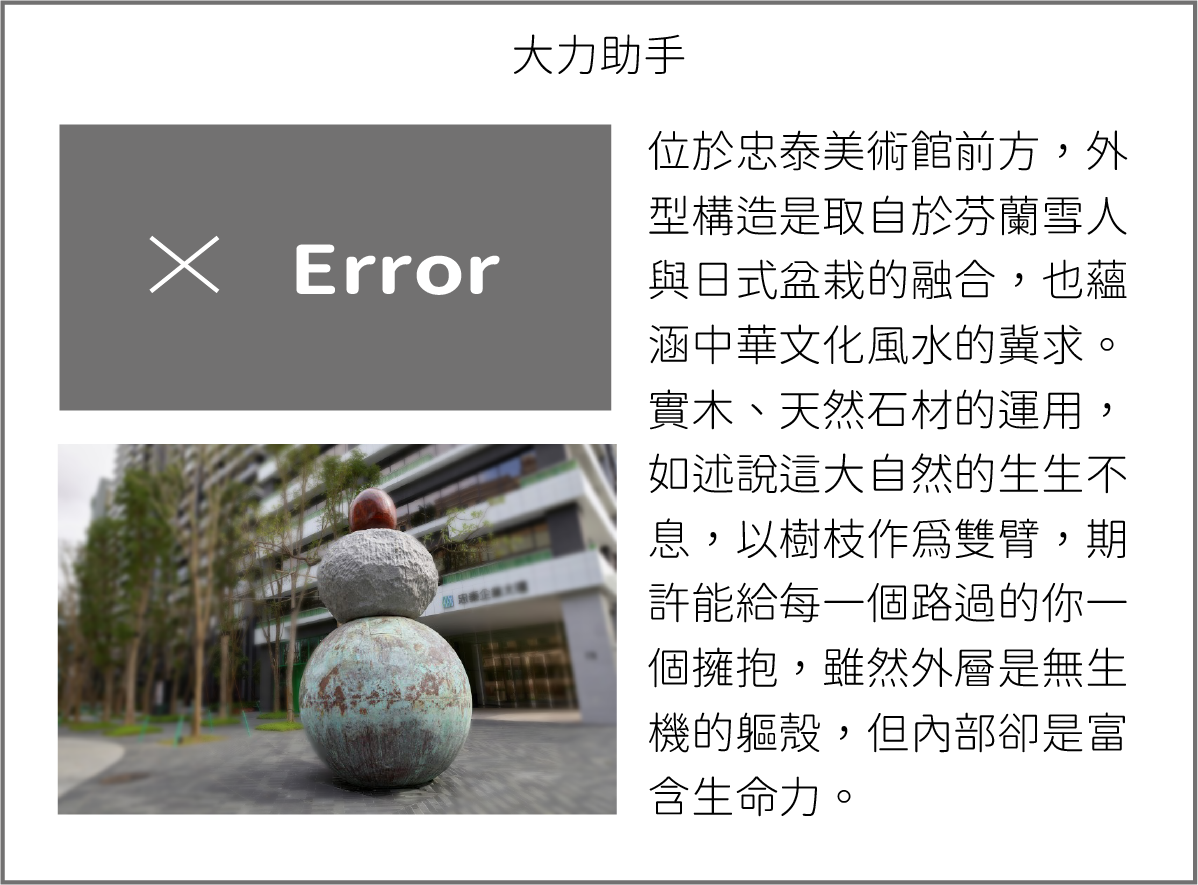 大力助手
Error
位於忠泰美術館前方，外
型構造是取自於芬蘭雪人
與日式盆栽的融合，也蘊
涵中華文化風水的冀求。
實木、天然石材的運用，
如述說這大自然的生生不
息，以樹枝作爲雙臂，期
許能給每一個路過的你一
個擁抱，雖然外層是無生
機的軀殼，但內部卻是富
含生命力。